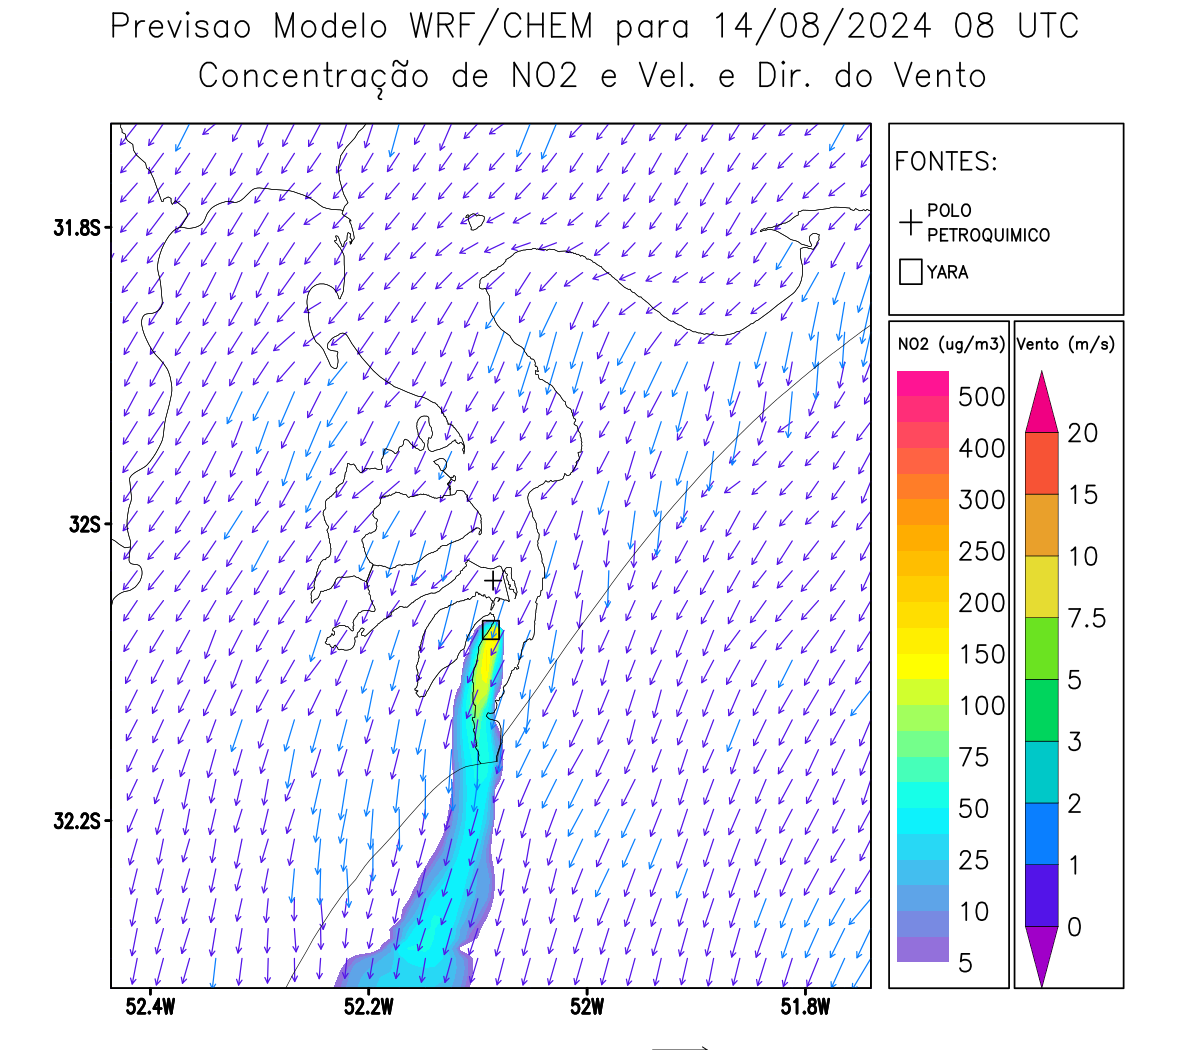 Previsao Modelo WRF/CHEM para 14/08/2024 08 UTC
Concentração de NO2 e Vel. e Dir. do Vento
FONTES:
POLO
PETROQUIMICO
YARA
NO2 (ug/m3)
500
400
300
250
200
150
100
75
50
25
10
5
Vento (m/s)
20
15
10
7.5
5
3
2
1
0
31.8S
32S
32.2S
52.4W
52.2W
52W
51.8W